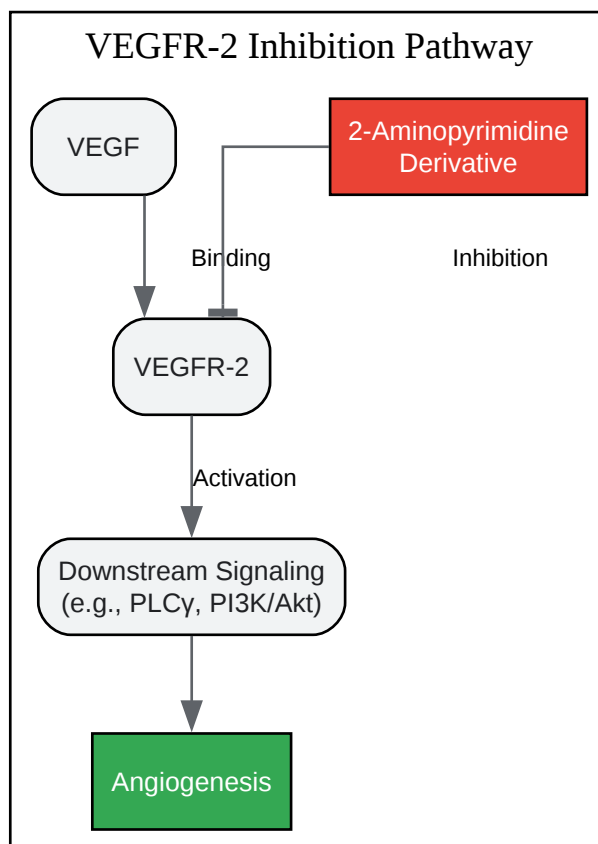 VEGFR-2 Inhibition Pathway
VEGF
2-Aminopyrimidine
Derivative
Binding
Inhibition
VEGFR-2
Activation
Downstream Signaling
(e.g., PLCγ, PI3K/Akt)
Angiogenesis